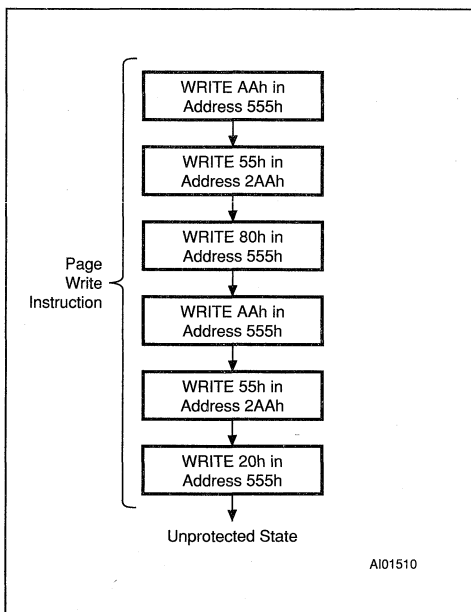 WRITE AAh in
Address 555h
WRITE 55h in
Address 2AAh
WRITE 80h in
Address 555h
Page
Write
Instruction
WRITE AAh in
Address 555h
WRITE 55h in
Address 2AAh
WRITE 20h in
Address 555h
Unprotected State
AI01510